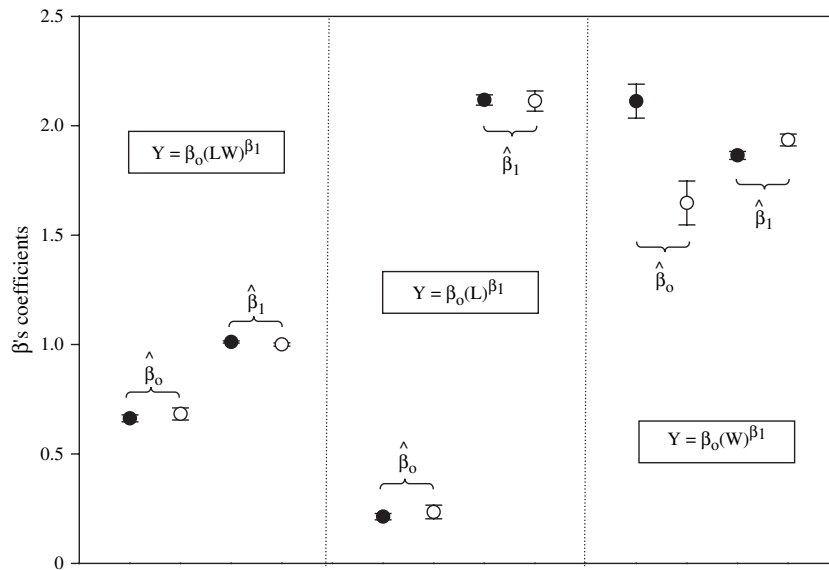 2.5
2.0
1.5
1.0
0.5
0
β's coefficients
Y = βₒ(LW)^β1
β̂ₒ
β̂₁
Y = βₒ(L)^β1
β̂ₒ
β̂₁
Y = βₒ(W)^β1
β̂ₒ
β̂₁